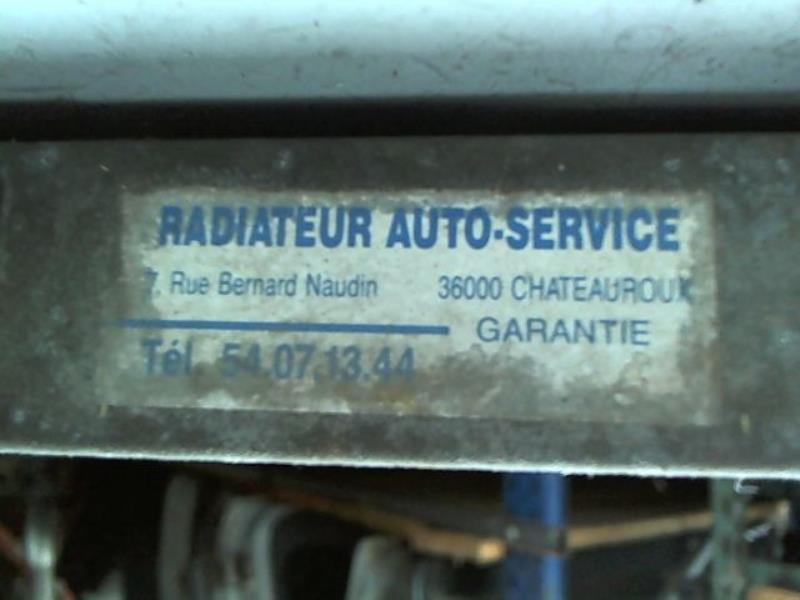 RADIATEUR AUTO-SERVICE
7, Rue Bernard Naudin 36000 CHATEAUROUX
GARANTIE
Tél 54.07.13.44